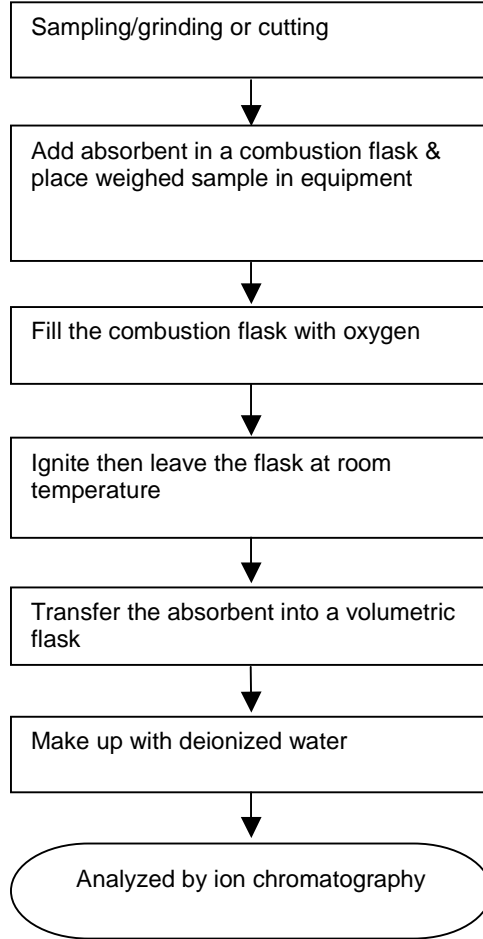 Sampling/grinding or cutting
Add absorbent in a combustion flask &
place weighed sample in equipment
Fill the combustion flask with oxygen
Ignite then leave the flask at room
temperature
Transfer the absorbent into a volumetric
flask
Make up with deionized water
Analyzed by ion chromatography